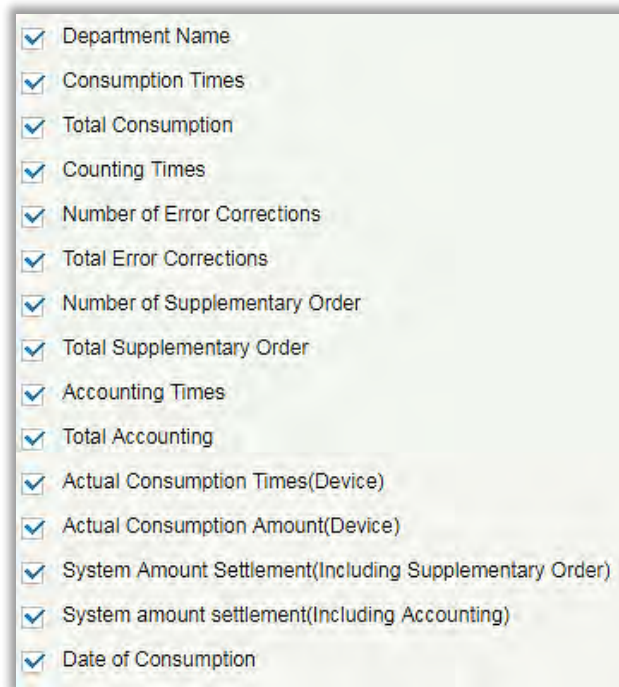 Department Name
Consumption Times
Total Consumption
Counting Times
Number of Error Corrections
Total Error Corrections
Number of Supplementary Order
Total Supplementary Order
Accounting Times
Total Accounting
Actual Consumption Times(Device)
Actual Consumption Amount(Device)
System Amount Settlement(Including Supplementary Order)
System amount settlement(Including Accounting)
Date of Consumption